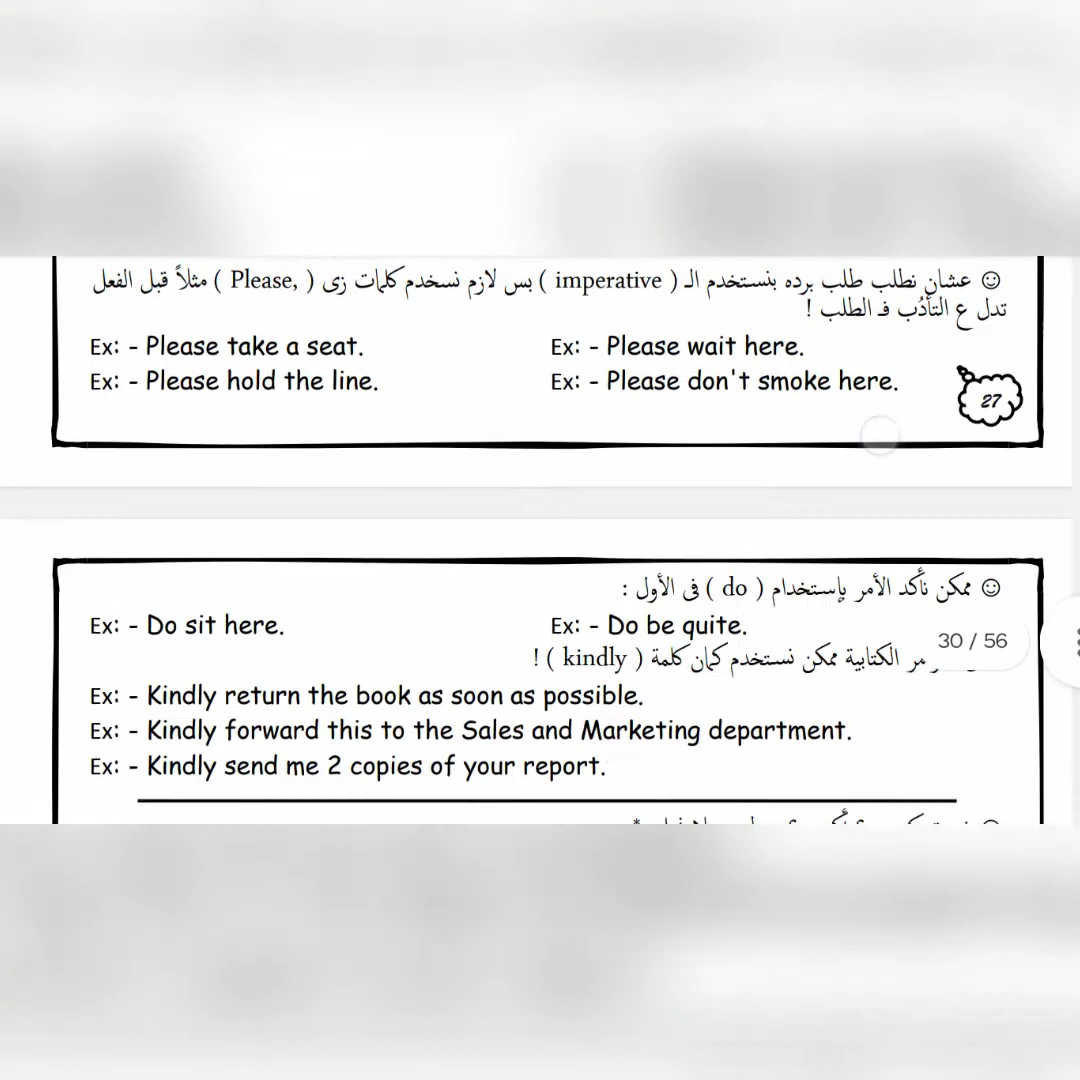 ☺ عشان نطلب طلب برده بنستخدم الـ ( imperative ) بس لازم نسخدم كلمات زى ( Please, ) مثلاً قبل الفعل
تدل ع التأدُب فـ الطلب !
Ex: - Please take a seat. Ex: - Please wait here.
Ex: - Please hold the line. Ex: - Please don't smoke here.
27
☺ ممكن نأَكد الأمر بإستخدام ( do ) فى الأول :
Ex: - Do sit here. Ex: - Do be quite.
30 / 56
الكتابية ممكن نستخدم كمان كلمة ( kindly ) !
Ex: - Kindly return the book as soon as possible.
Ex: - Kindly forward this to the Sales and Marketing department.
Ex: - Kindly send me 2 copies of your report.